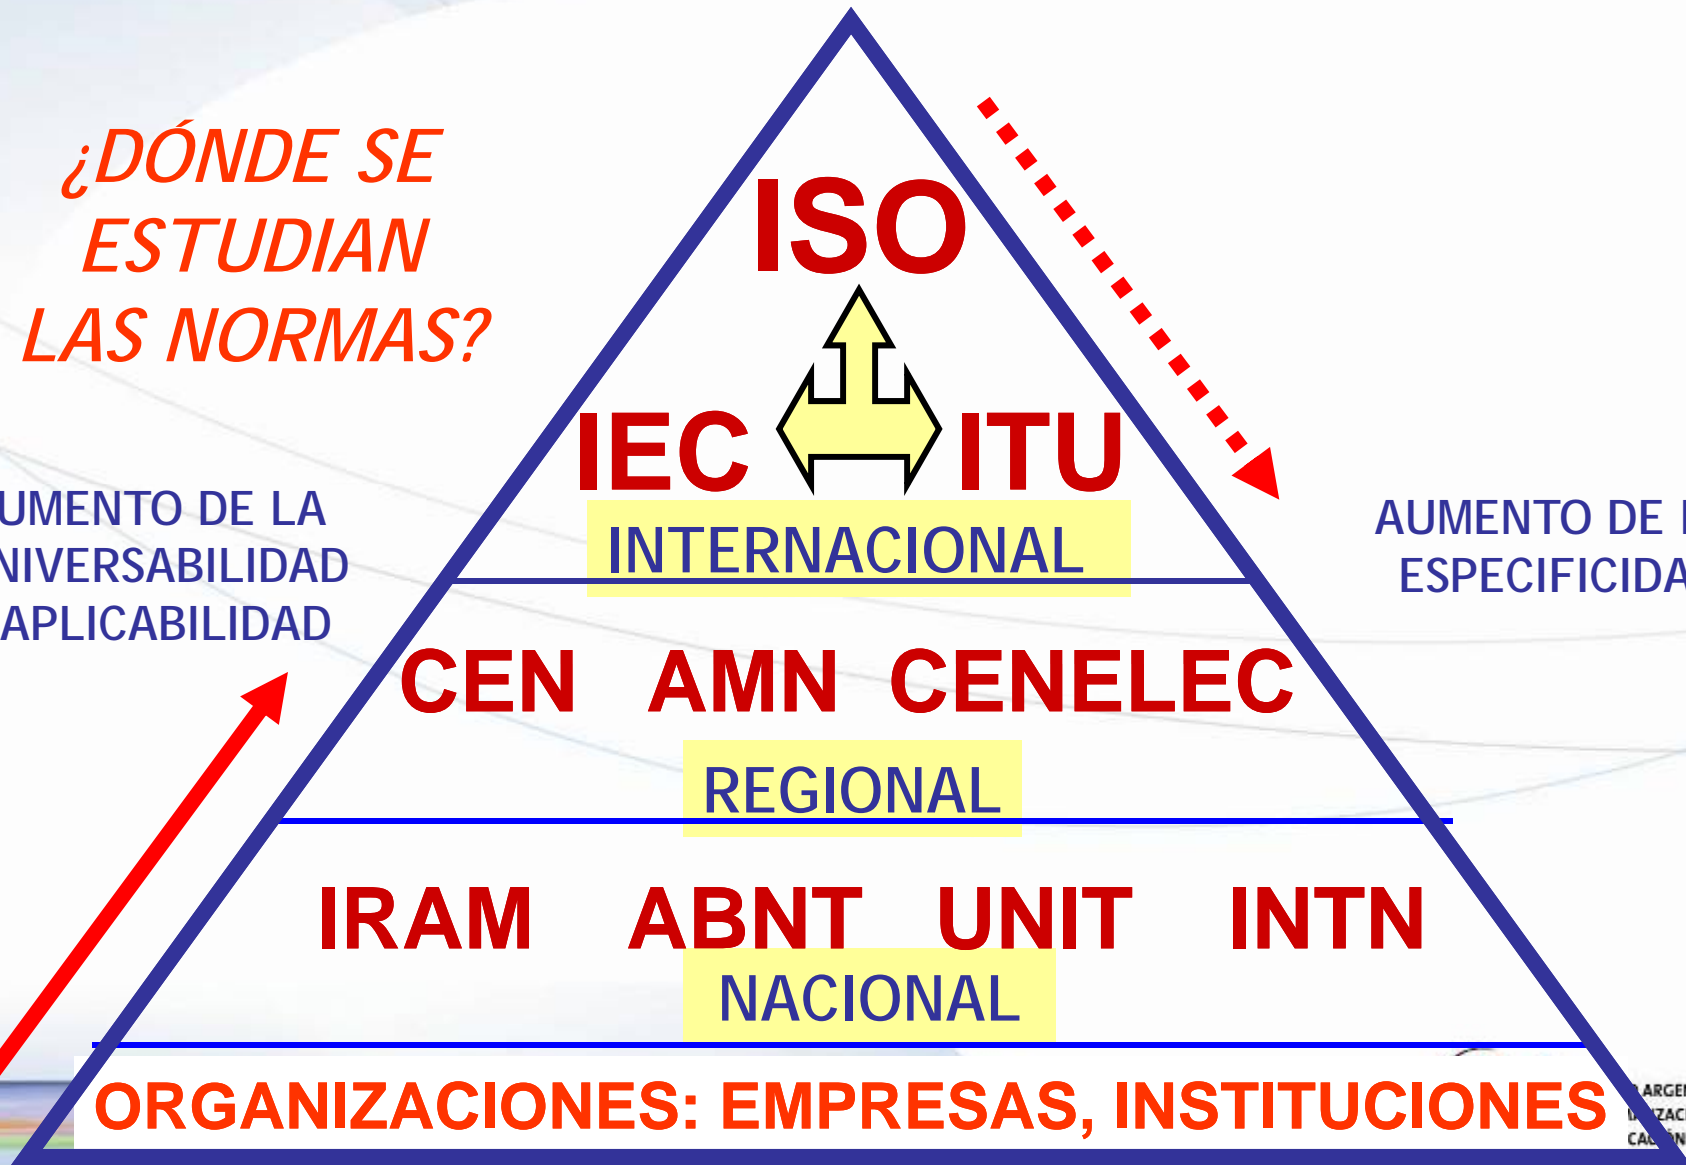 ¿DÓNDE SE
ESTUDIAN
LAS NORMAS?
ISO
IEC ITU
INTERNACIONAL
UMENTO DE LA
NIVERSABILIDAD
APLICABILIDAD
AUMENTO DE
ESPECIFICIDA
CEN AMN CENELEC
REGIONAL
IRAM ABNT UNIT INTN
NACIONAL
ORGANIZACIONES: EMPRESAS, INSTITUCIONES